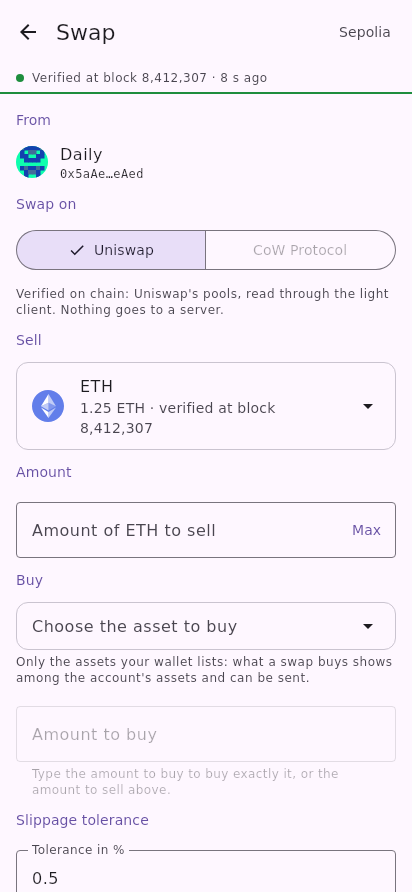 Swap
Sepolia
Verified at block 8,412,307 · 8 s ago
From
Daily
0x5aAe…eAed
Swap on
Uniswap
CoW Protocol
Verified on chain: Uniswap's pools, read through the light
client. Nothing goes to a server.
Sell
ETH
1.25 ETH · verified at block
8,412,307
Amount
Amount of ETH to sell
Max
Buy
Choose the asset to buy
Only the assets your wallet lists: what a swap buys shows
among the account's assets and can be sent.
Amount to buy
Type the amount to buy to buy exactly it, or the
amount to sell above.
Slippage tolerance
Tolerance in %
0.5